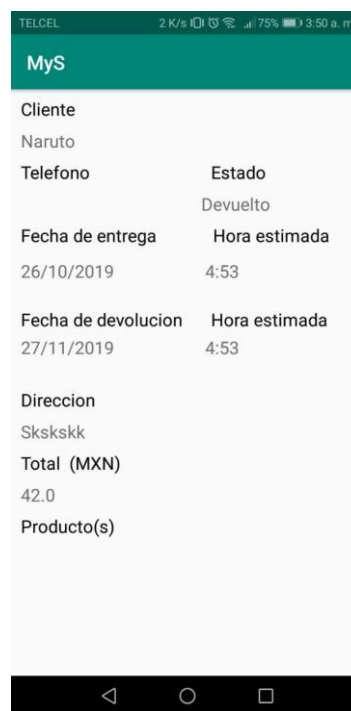 TELCEL 2 K/s 75% 3:50 a. m
MyS
Cliente
Naruto
Telefono Estado
Devuelto
Fecha de entrega Hora estimada
26/10/2019 4:53
Fecha de devolucion Hora estimada
27/11/2019 4:53
Direccion
Skskskk
Total (MXN)
42.0
Producto(s)